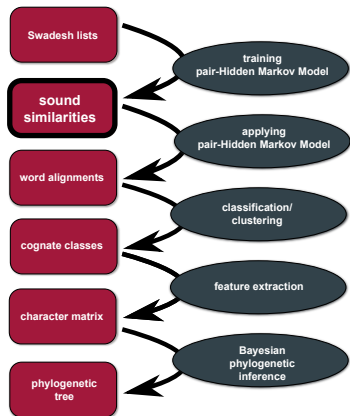 Swadesh lists
training
pair-Hidden Markov Model
sound
similarities
applying
pair-Hidden Markov Model
word alignments
classification/
clustering
cognate classes
feature extraction
character matrix
Bayesian
phylogenetic
inference
phylogenetic
tree